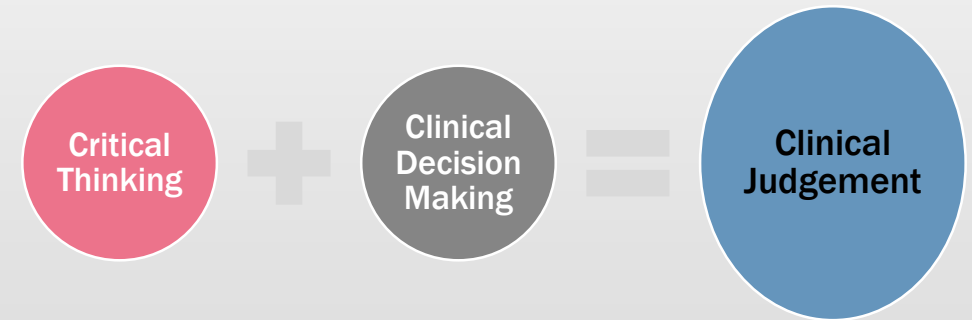 Critical
Thinking
Clinical
Decision
Making
Clinical
Judgement